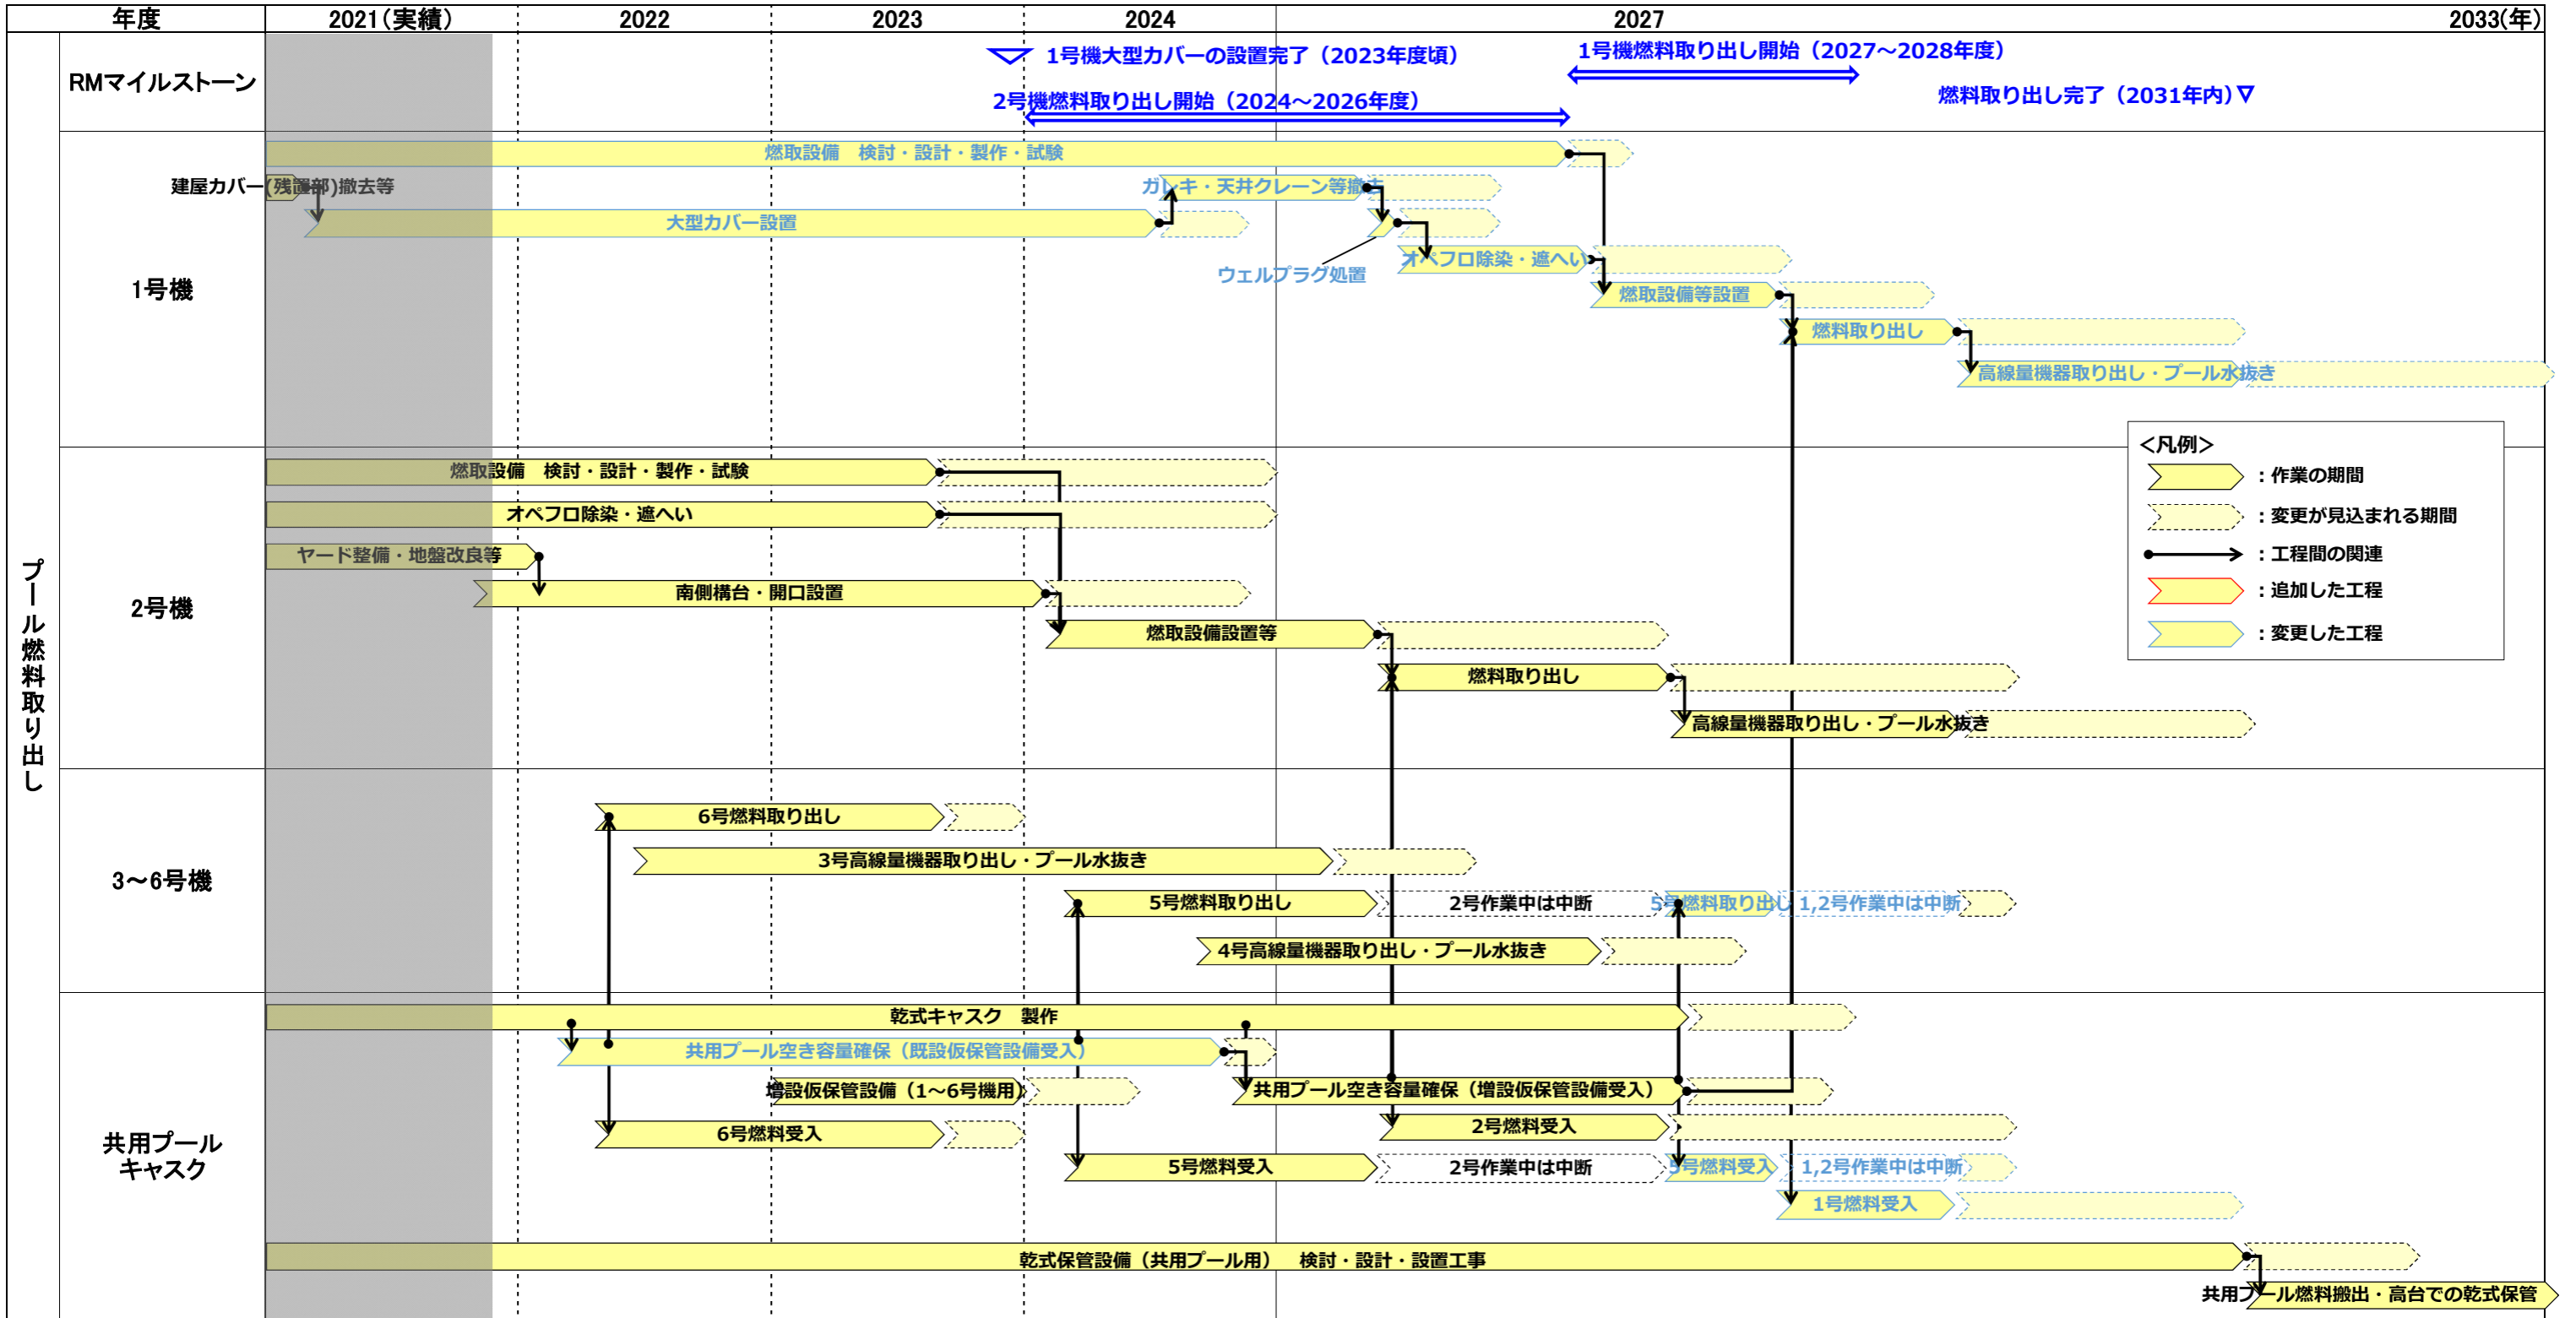 年度
2021(実績)
2022
2023
2024
2027
2033(年)
プール燃料取り出し
RMマイルストーン
1号機大型カバーの設置完了（2023年度頃）
1号機燃料取り出し開始（2027～2028年度）
2号機燃料取り出し開始（2024～2026年度）
燃料取り出し完了（2031年内）▽
1号機
燃取設備　検討・設計・製作・試験
建屋カバー(残置部)撤去等
ガレキ・天井クレーン等撤去
大型カバー設置
ウェルプラグ処置
オペフロ除染・遮へい
燃取設備等設置
燃料取り出し
高線量機器取り出し・プール水抜き
＜凡例＞
：作業の期間
：変更が見込まれる期間
：工程間の関連
：追加した工程
：変更した工程
2号機
燃取設備　検討・設計・製作・試験
オペフロ除染・遮へい
ヤード整備・地盤改良等
南側構台・開口設置
燃取設備設置等
燃料取り出し
高線量機器取り出し・プール水抜き
3～6号機
6号燃料取り出し
3号高線量機器取り出し・プール水抜き
5号燃料取り出し
2号作業中は中断
5号燃料取り出し
1,2号作業中は中断
4号高線量機器取り出し・プール水抜き
共用プール
キャスク
乾式キャスク　製作
共用プール空き容量確保（既設仮保管設備受入）
増設仮保管設備（1～6号機用）
共用プール空き容量確保（増設仮保管設備受入）
6号燃料受入
2号燃料受入
5号燃料受入
2号作業中は中断
5号燃料受入
1,2号作業中は中断
1号燃料受入
乾式保管設備（共用プール用）　検討・設計・設置工事
共用プール燃料搬出・高台での乾式保管